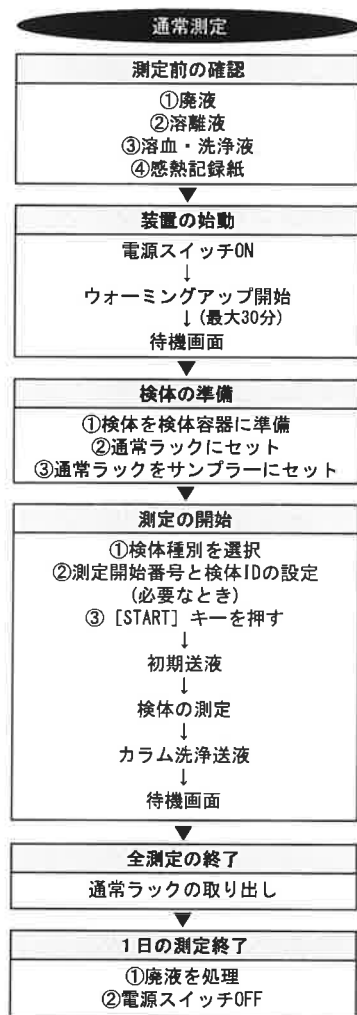 通常測定
測定前の確認
①廃液
②溶離液
③溶血・洗浄液
④感熱記録紙
▼
装置の始動
電源スイッチON
↓
ウォーミングアップ開始
↓(最大30分)
待機画面
▼
検体の準備
①検体を検体容器に準備
②通常ラックにセット
③通常ラックをサンプラーにセット
▼
測定の開始
①検体種別を選択
②測定開始番号と検体IDの設定
(必要なとき)
③［START］キーを押す
↓
初期送液
↓
検体の測定
↓
カラム洗浄送液
↓
待機画面
▼
全測定の終了
通常ラックの取り出し
▼
1日の測定終了
①廃液を処理
②電源スイッチOFF